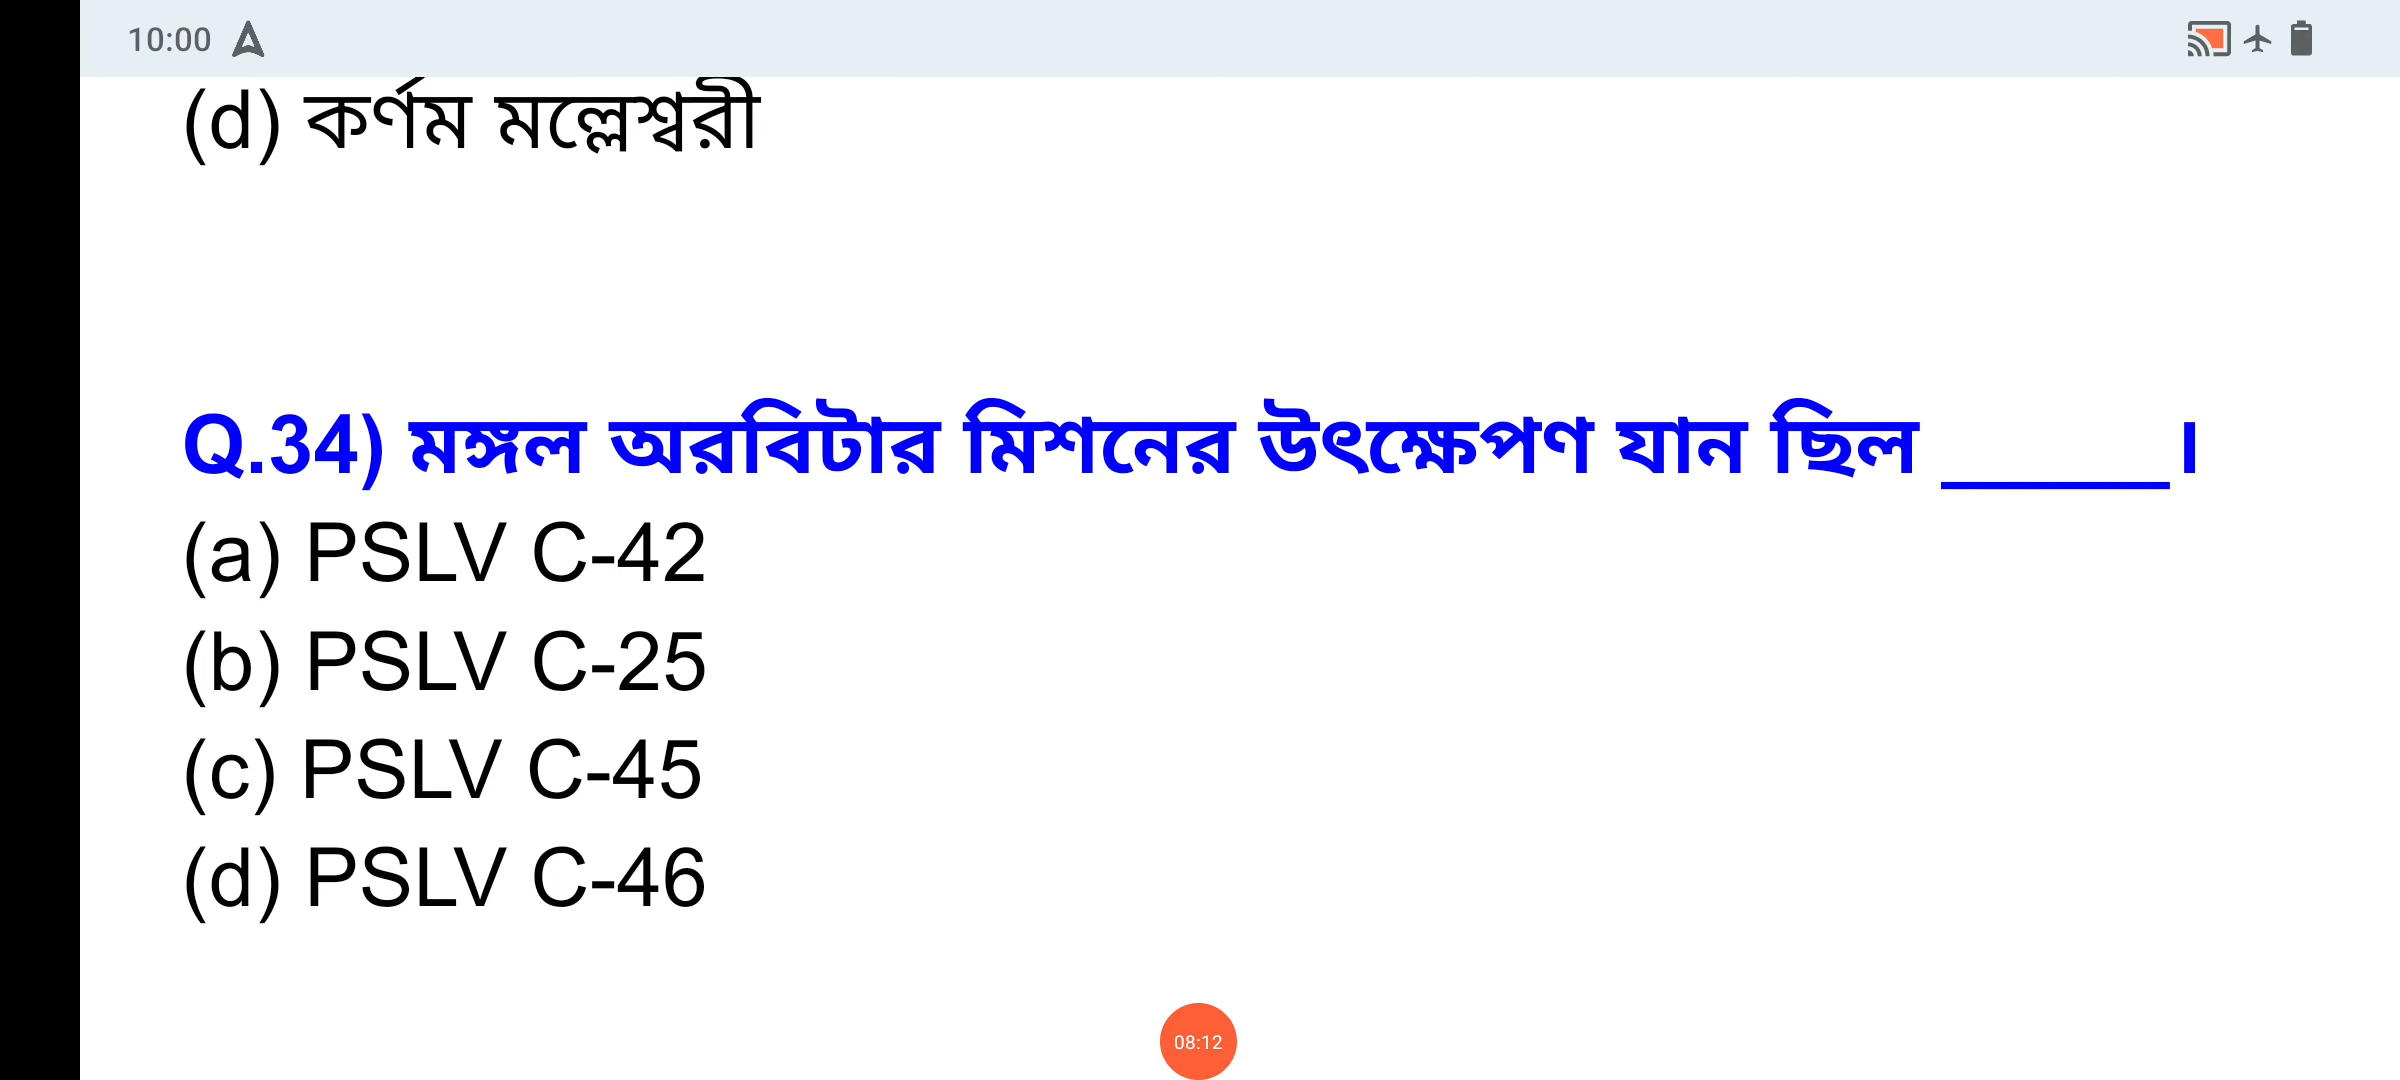 10:00
(d) কর্ণম মল্লেশ্বরী
Q.34) মঙ্গল অরবিটার মিশনের উৎক্ষেপণ যান ছিল ______।
(a) PSLV C-42
(b) PSLV C-25
(c) PSLV C-45
(d) PSLV C-46
08:12